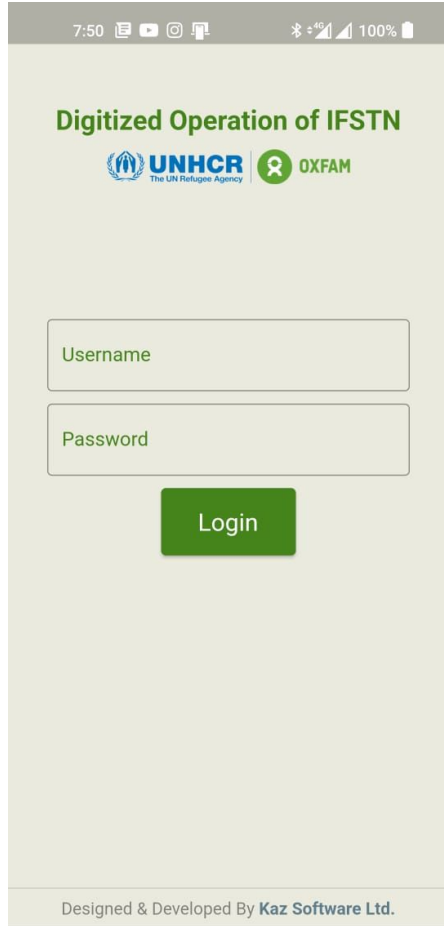 7:50
4G
100%
Digitized Operation of IFSTN
UNHCR
The UN Refugee Agency
OXFAM
Username
Password
Login
Designed & Developed By Kaz Software Ltd.